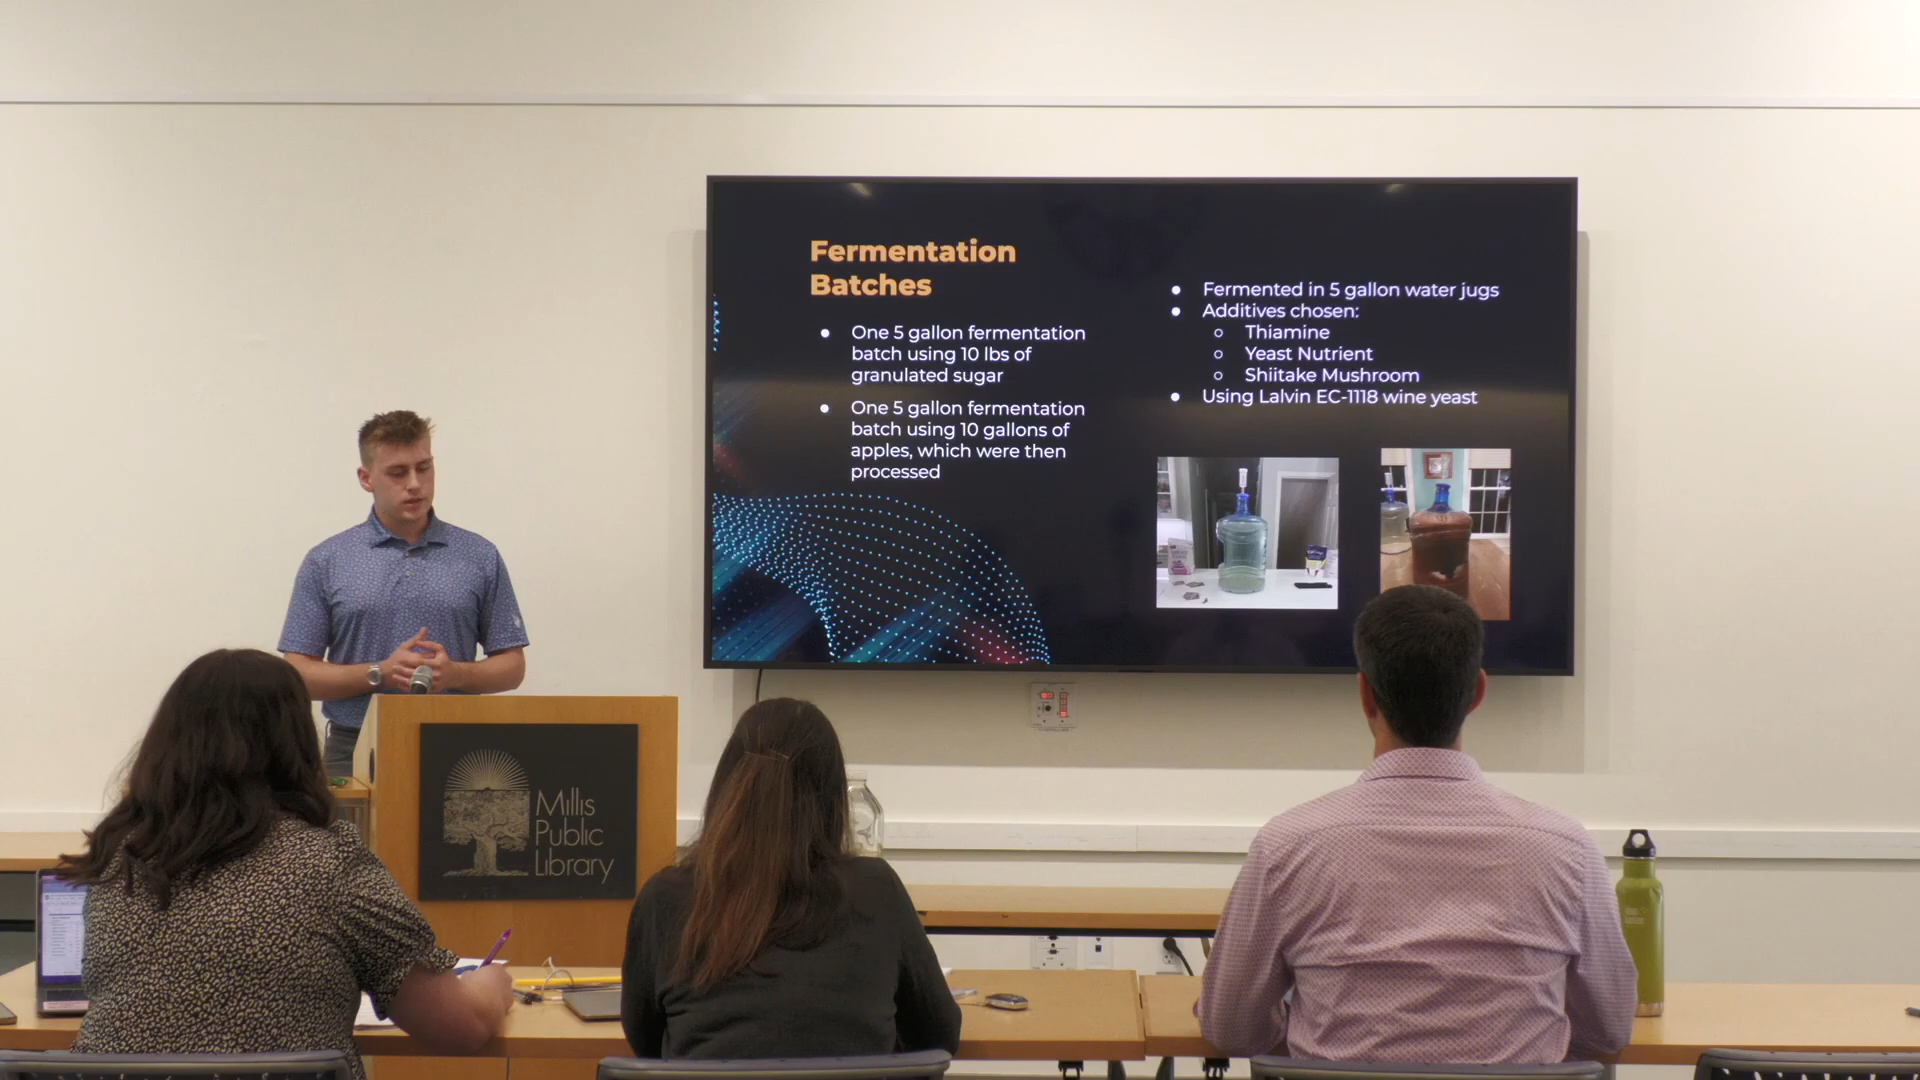 Fermentation
Batches
● One 5 gallon fermentation
batch using 10 lbs of
granulated sugar
● One 5 gallon fermentation
batch using 10 gallons of
apples, which were then
processed
● Fermented in 5 gallon water jugs
● Additives chosen:
○ Thiamine
○ Yeast Nutrient
○ Shiitake Mushroom
● Using Lalvin EC-1118 wine yeast
Millis
Public
Library